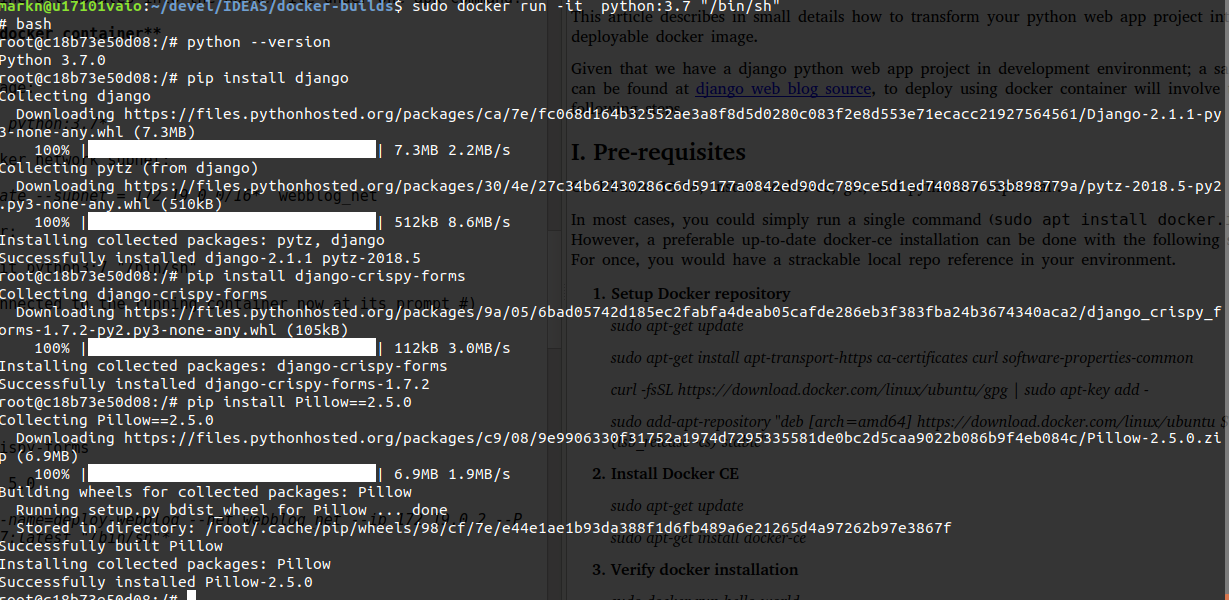 markn@u17101vaio:~/devel/IDEAS/docker-builds$ sudo docker run -it  python:3.7 "/bin/sh"
# bash
root@c18b73e50d08:/# python --version
Python 3.7.0
root@c18b73e50d08:/# pip install django
Collecting django
  Downloading https://files.pythonhosted.org/packages/ca/7e/fc068d164b32552ae3a8f8d5d0280c083f2e8d553e71ecacc21927564561/Django-2.1.1-py
3-none-any.whl (7.3MB)
    100% | | 7.3MB 2.2MB/s
Collecting pytz (from django)
  Downloading https://files.pythonhosted.org/packages/30/4e/27c34b62430286c6d59177a0842ed90dc789ce5d1ed740887653b898779a/pytz-2018.5-py2
.py3-none-any.whl (510kB)
    100% | | 512kB 8.6MB/s
Installing collected packages: pytz, django
Successfully installed django-2.1.1 pytz-2018.5
root@c18b73e50d08:/# pip install django-crispy-forms
Collecting django-crispy-forms
  Downloading https://files.pythonhosted.org/packages/9a/05/6bad05742d185ec2fabfa4deab05cafde286eb3f383fba24b3674340aca2/django_crispy_f
orms-1.7.2-py2.py3-none-any.whl (105kB)
    100% | | 112kB 3.0MB/s
Installing collected packages: django-crispy-forms
Successfully installed django-crispy-forms-1.7.2
root@c18b73e50d08:/# pip install Pillow==2.5.0
Collecting Pillow==2.5.0
  Downloading https://files.pythonhosted.org/packages/c9/08/9e9906330f31752a1974d7295335581de0bc2d5caa9022b086b9f4eb084c/Pillow-2.5.0.zi
p (6.9MB)
    100% | | 6.9MB 1.9MB/s
Building wheels for collected packages: Pillow
  Running setup.py bdist_wheel for Pillow ... done
  Stored in directory: /root/.cache/pip/wheels/98/cf/7e/e44e1ae1b93da388f1d6fb489a6e21265d4a97262b97e3867f
Successfully built Pillow
Installing collected packages: Pillow
Successfully installed Pillow-2.5.0
root@c18b73e50d08:/#
This article describes in small details how to transform your python web app project in
deployable docker image.
Given that we have a django python web app project in development environment; a sa
can be found at django web blog source, to deploy using docker container will involve
following steps
I. Pre-requisites
In most cases, you could simply run a single command (sudo apt install docker.
However, a preferable up-to-date docker-ce installation can be done with the following
For once, you would have a strackable local repo reference in your environment.
1. Setup Docker repository
sudo apt-get update
sudo apt-get install apt-transport-https ca-certificates curl software-properties-common
curl -fsSL https://download.docker.com/linux/ubuntu/gpg | sudo apt-key add -
sudo add-apt-repository "deb [arch=amd64] https://download.docker.com/linux/ubuntu $
2. Install Docker CE
sudo apt-get update
sudo apt-get install docker-ce
3. Verify docker installation